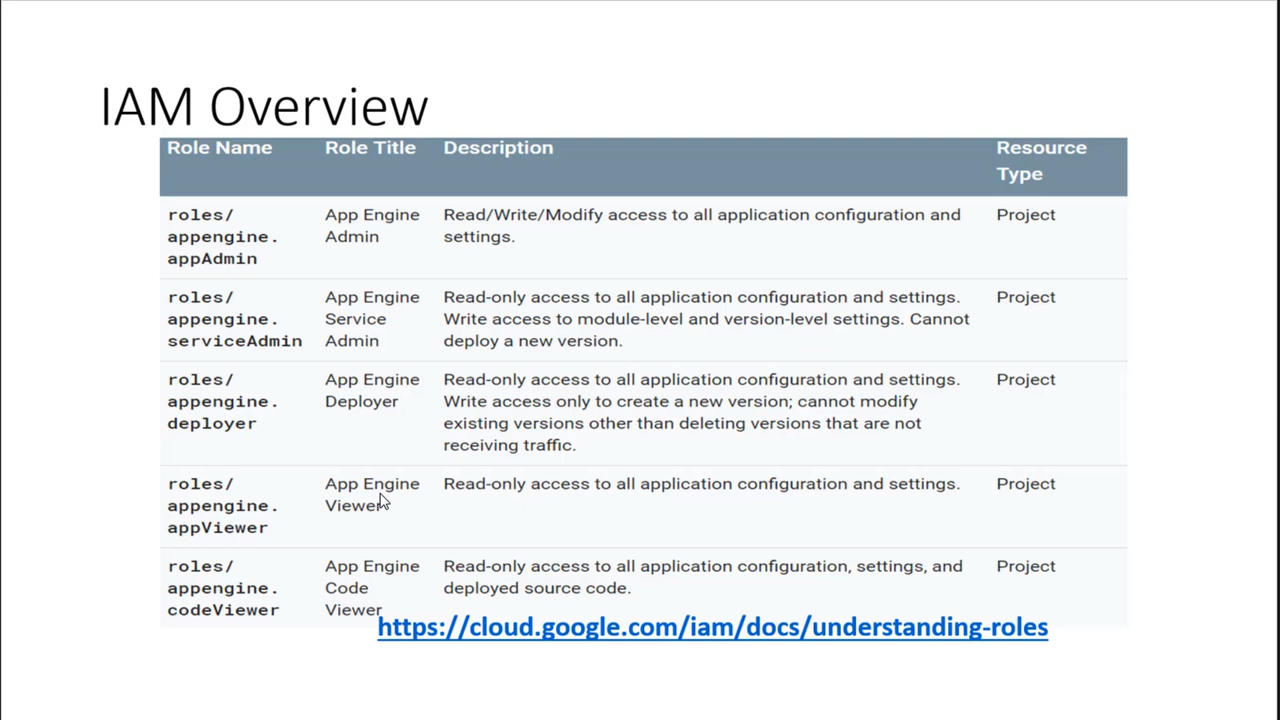 IAM Overview
Role Name Role Title Description Resource
Type
roles/ App Engine Read/Write/Modify access to all application configuration and Project
appengine. Admin settings.
appAdmin
roles/ App Engine Read-only access to all application configuration and settings. Project
appengine. Service Write access to module-level and version-level settings. Cannot
serviceAdmin Admin deploy a new version.
roles/ App Engine Read-only access to all application configuration and settings. Project
appengine. Deployer Write access only to create a new version; cannot modify
deployer existing versions other than deleting versions that are not
receiving traffic.
roles/ App Engine Read-only access to all application configuration and settings. Project
appengine. Viewer
appViewer
roles/ App Engine Read-only access to all application configuration, settings, and Project
appengine. Code deployed source code.
codeViewer Viewer
https://cloud.google.com/iam/docs/understanding-roles